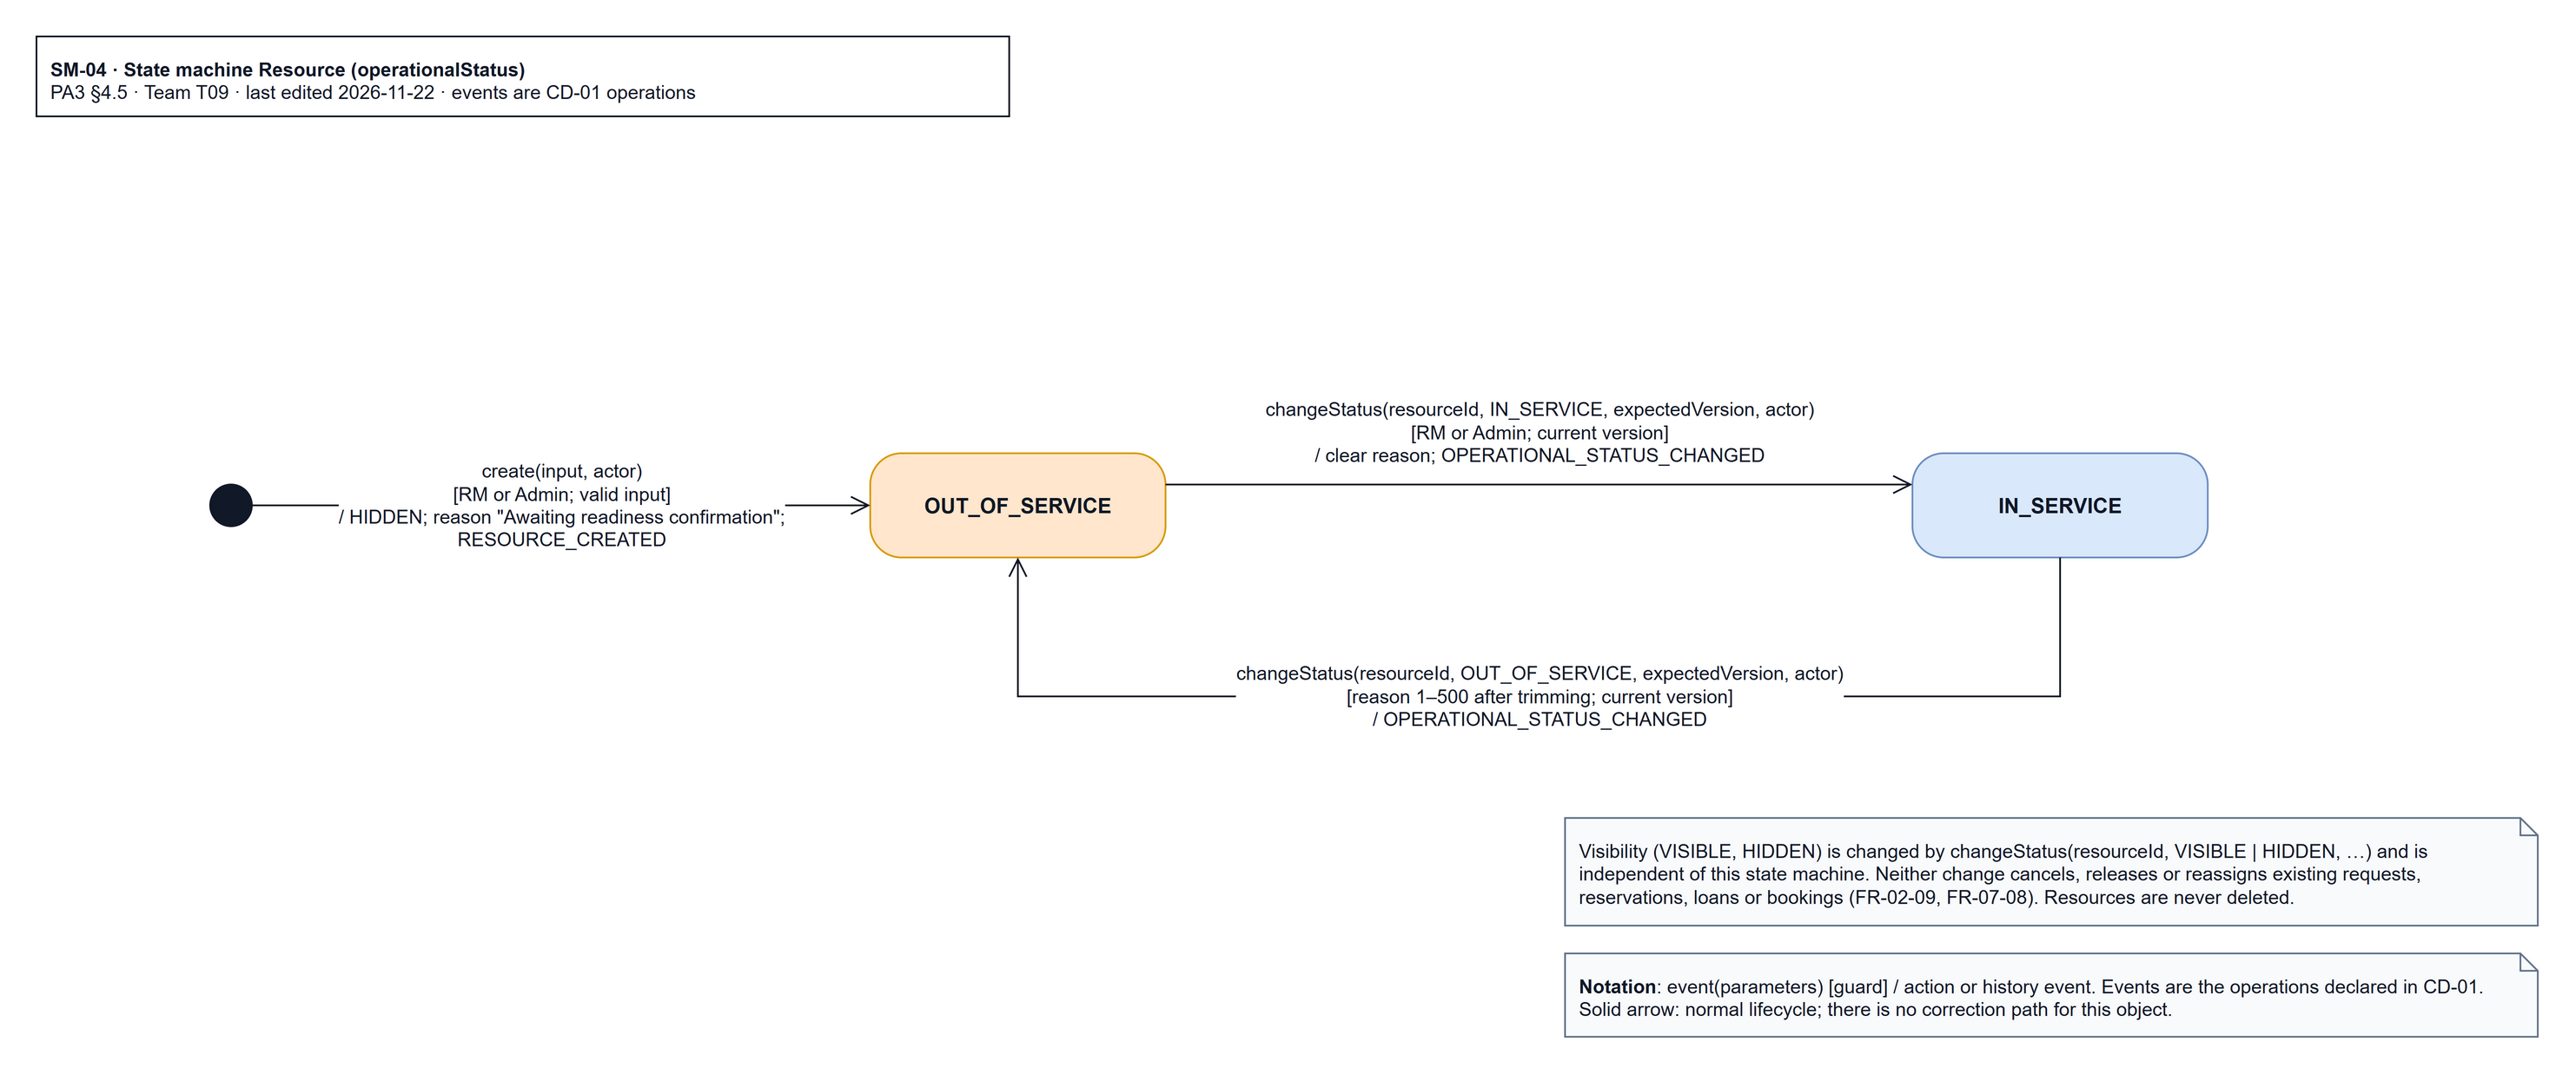 SM-04 · State machine Resource (operationalStatus)
PA3 §4.5 · Team T09 · last edited 2026-11-22 · events are CD-01 operations
create(input, actor)
[RM or Admin; valid input]
/ HIDDEN; reason "Awaiting readiness confirmation";
RESOURCE_CREATED
OUT_OF_SERVICE
changeStatus(resourceId, IN_SERVICE, expectedVersion, actor)
[RM or Admin; current version]
/ clear reason; OPERATIONAL_STATUS_CHANGED
IN_SERVICE
changeStatus(resourceId, OUT_OF_SERVICE, expectedVersion, actor)
[reason 1–500 after trimming; current version]
/ OPERATIONAL_STATUS_CHANGED
Visibility (VISIBLE, HIDDEN) is changed by changeStatus(resourceId, VISIBLE | HIDDEN, …) and is
independent of this state machine. Neither change cancels, releases or reassigns existing requests,
reservations, loans or bookings (FR-02-09, FR-07-08). Resources are never deleted.
Notation: event(parameters) [guard] / action or history event. Events are the operations declared in CD-01.
Solid arrow: normal lifecycle; there is no correction path for this object.